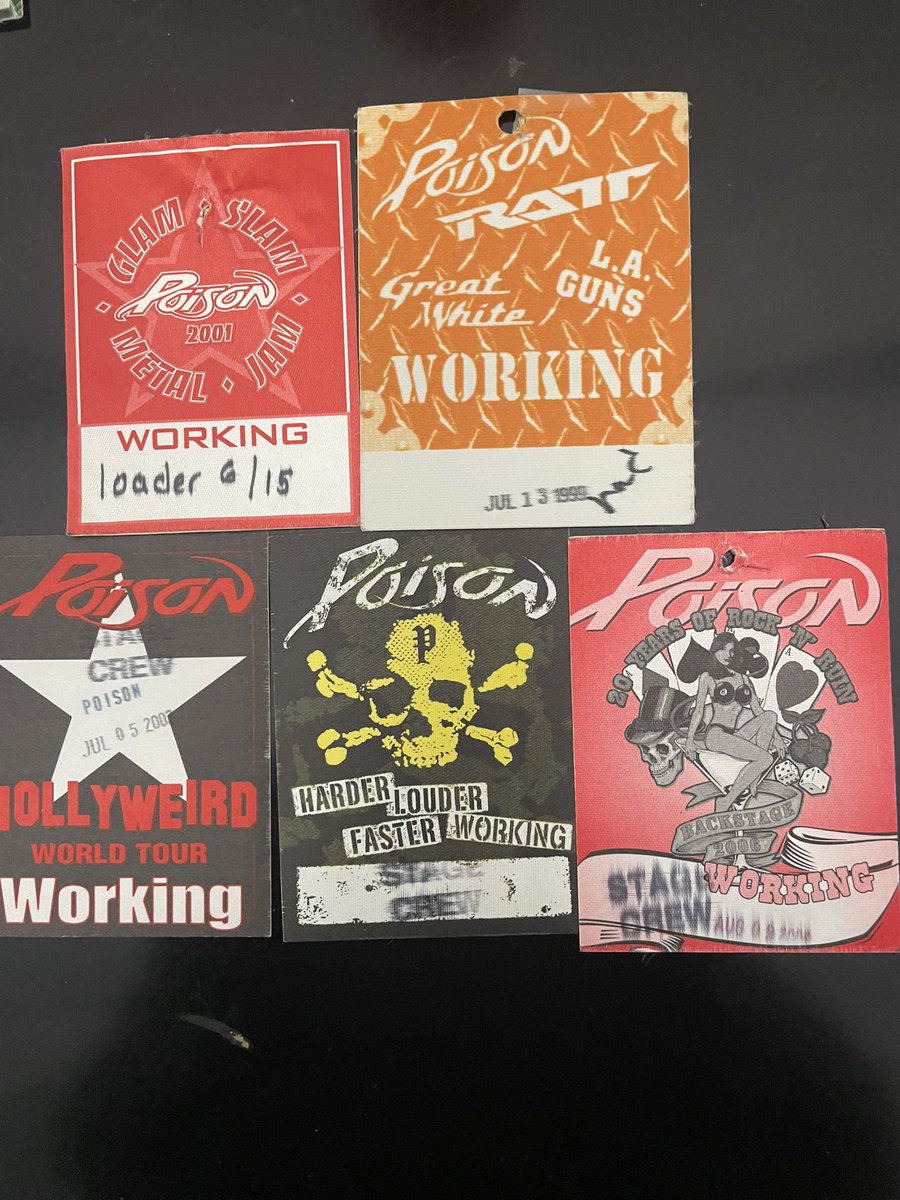 GLAM · SLAM
· METAL · JAM ·
Poison
2001
WORKING
loader 6/15
Poison
RATT
Great White
L.A. GUNS
WORKING
JUL 13 1999
Poison
STAGE
CREW
POISON
JUL 05 200
HOLLYWEIRD
WORLD TOUR
Working
Poison
P
HARDER LOUDER
FASTER WORKING
STAGE
CREW
Poison
20 YEARS OF ROCK 'N' ROLL
A
BACKSTAGE
2006
WORKING
STAGE
CREW AUG